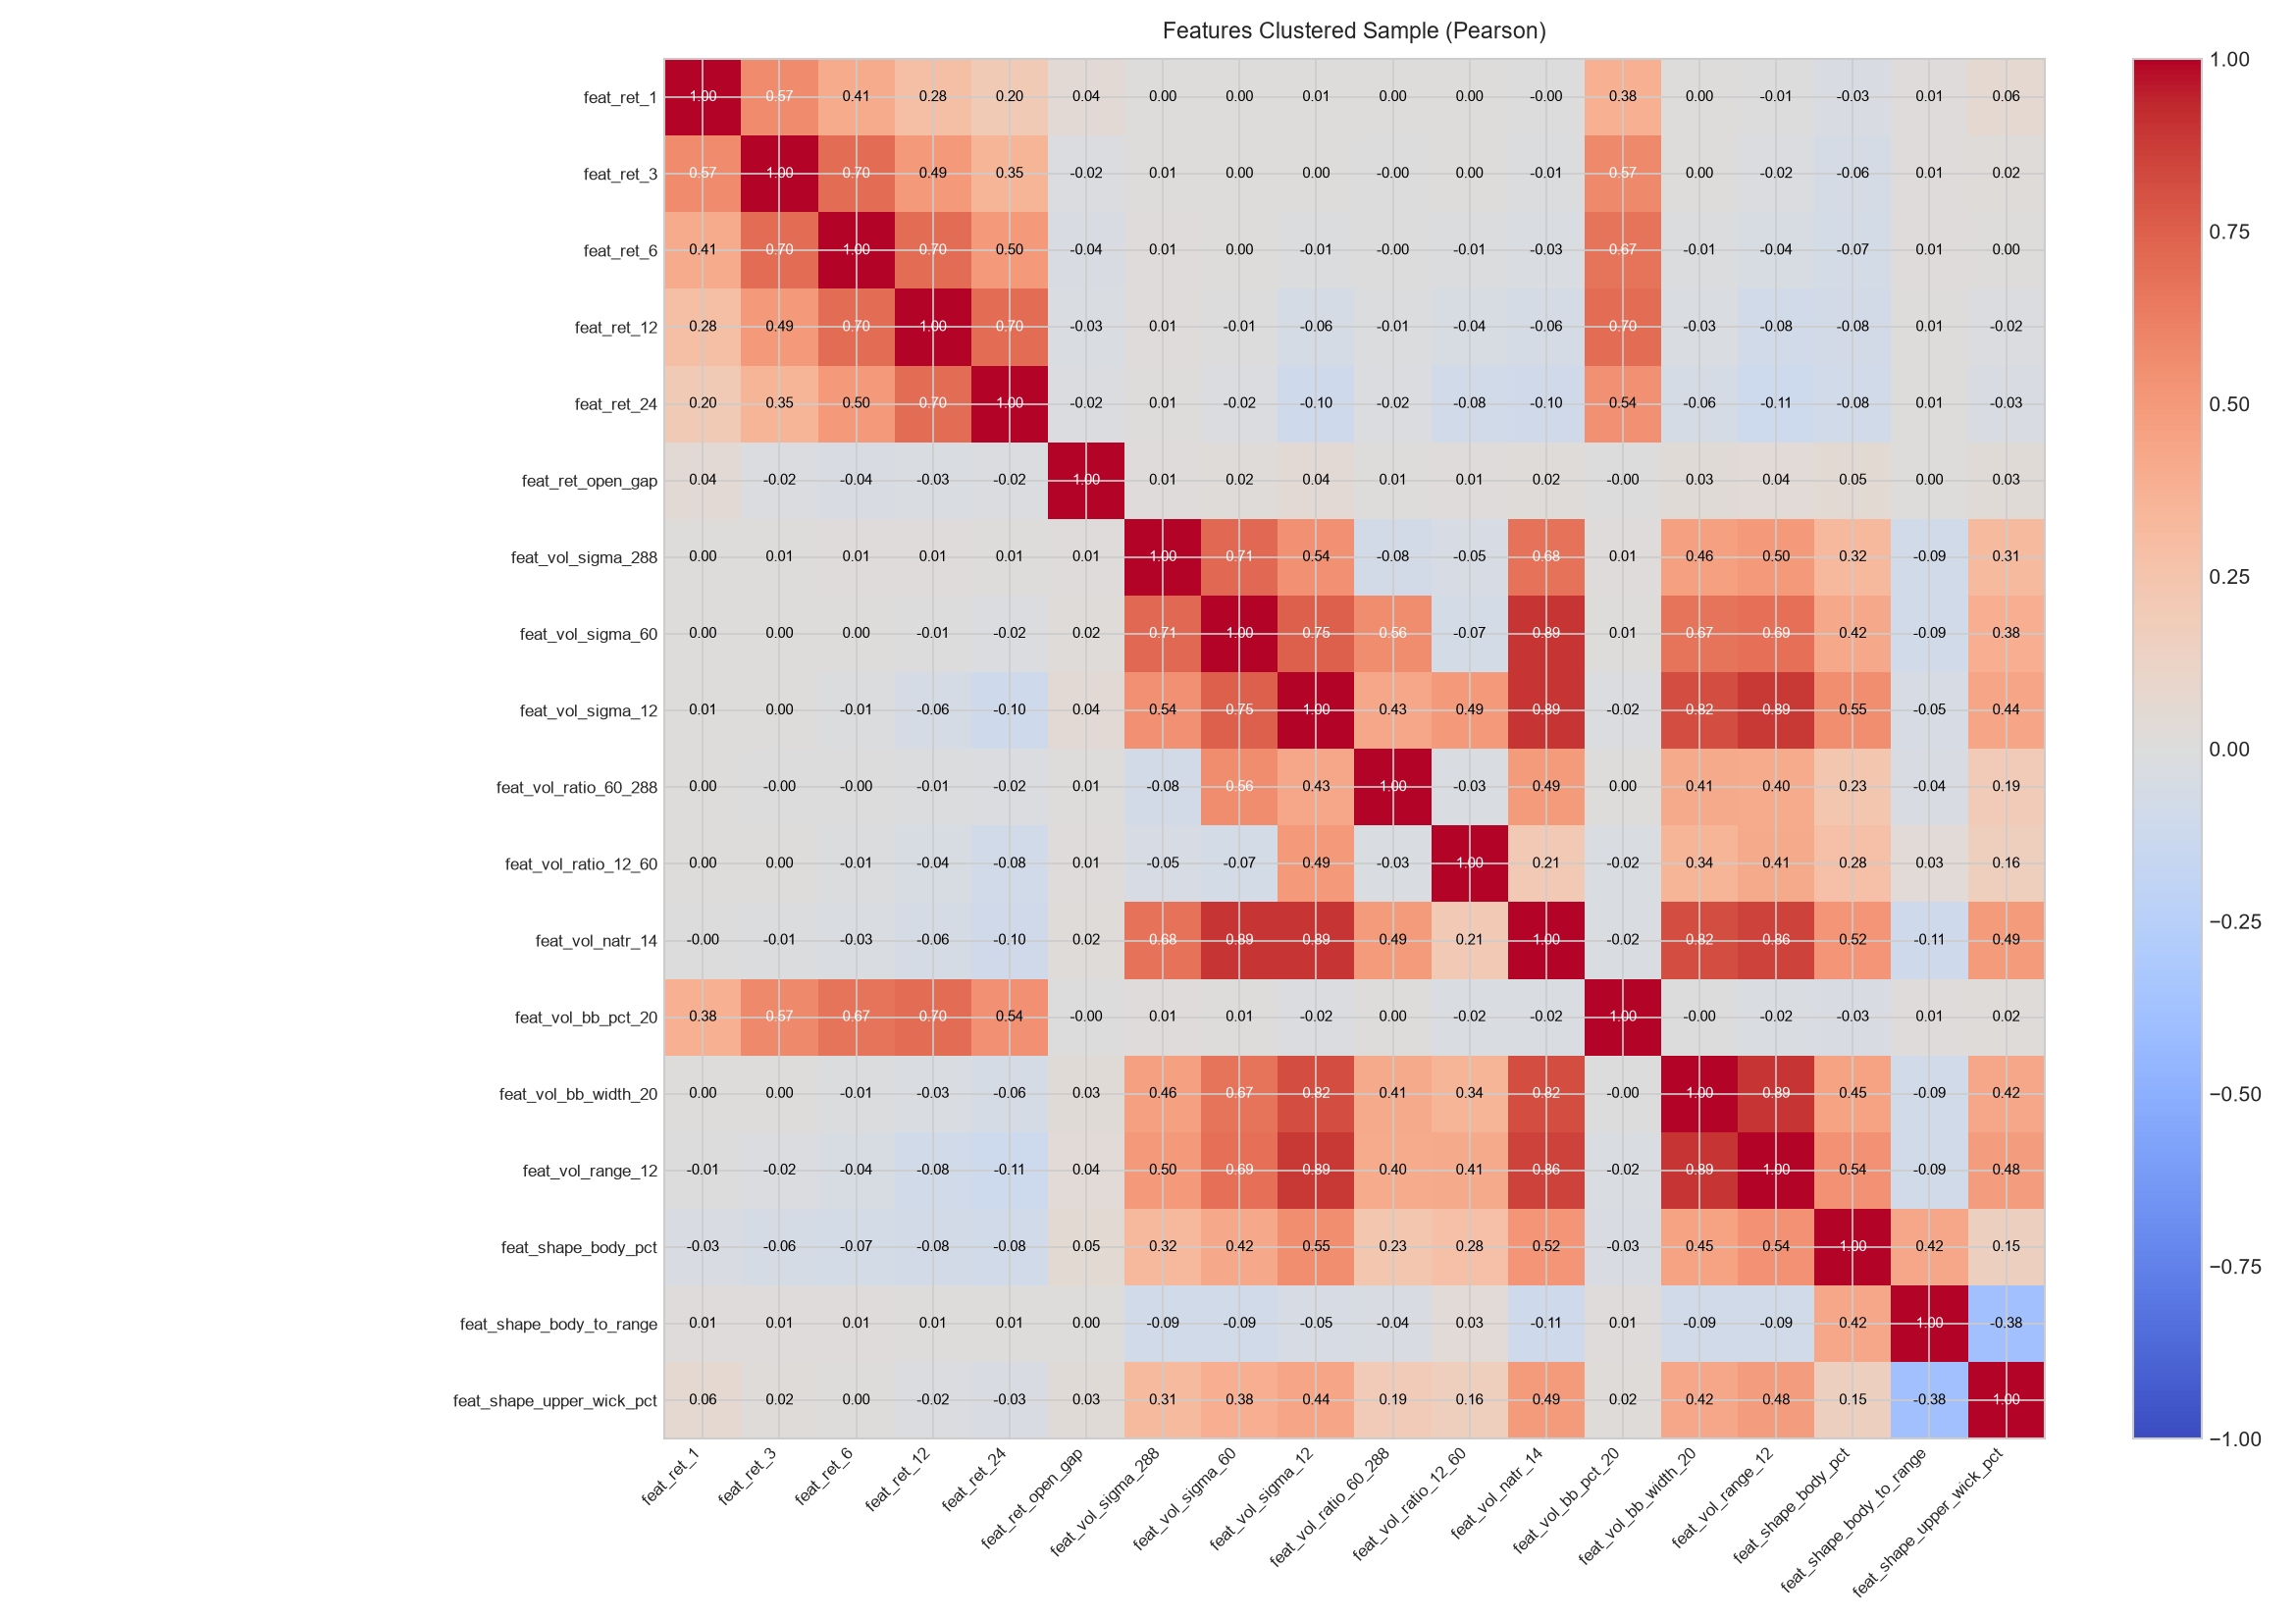 Features Clustered Sample (Pearson)
feat_ret_1 1.00 0.57 0.41 0.28 0.20 0.04 0.00 0.00 0.01 0.00 0.00 -0.00 0.38 0.00 -0.01 -0.03 0.01 0.06
feat_ret_3 0.57 1.00 0.70 0.49 0.35 -0.02 0.01 0.00 0.00 -0.00 0.00 -0.01 0.57 0.00 -0.02 -0.06 0.01 0.02
feat_ret_6 0.41 0.70 1.00 0.70 0.50 -0.04 0.01 0.00 -0.01 -0.00 -0.01 -0.03 0.67 -0.01 -0.04 -0.07 0.01 0.00
feat_ret_12 0.28 0.49 0.70 1.00 0.70 -0.03 0.01 -0.01 -0.06 -0.01 -0.04 -0.06 0.70 -0.03 -0.08 -0.08 0.01 -0.02
feat_ret_24 0.20 0.35 0.50 0.70 1.00 -0.02 0.01 -0.02 -0.10 -0.02 -0.08 -0.10 0.54 -0.06 -0.11 -0.08 0.01 -0.03
feat_ret_open_gap 0.04 -0.02 -0.04 -0.03 -0.02 1.00 0.01 0.02 0.04 0.01 0.01 0.02 -0.00 0.03 0.04 0.05 0.00 0.03
feat_vol_sigma_288 0.00 0.01 0.01 0.01 0.01 0.01 1.00 0.71 0.54 -0.08 -0.05 0.68 0.01 0.46 0.50 0.32 -0.09 0.31
feat_vol_sigma_60 0.00 0.00 0.00 -0.01 -0.02 0.02 0.71 1.00 0.75 0.56 -0.07 0.89 0.01 0.67 0.69 0.42 -0.09 0.38
feat_vol_sigma_12 0.01 0.00 -0.01 -0.06 -0.10 0.04 0.54 0.75 1.00 0.43 0.49 0.89 -0.02 0.82 0.89 0.55 -0.05 0.44
feat_vol_ratio_60_288 0.00 -0.00 -0.00 -0.01 -0.02 0.01 -0.08 0.56 0.43 1.00 -0.03 0.49 0.00 0.41 0.40 0.23 -0.04 0.19
feat_vol_ratio_12_60 0.00 0.00 -0.01 -0.04 -0.08 0.01 -0.05 -0.07 0.49 -0.03 1.00 0.21 -0.02 0.34 0.41 0.28 0.03 0.16
feat_vol_natr_14 -0.00 -0.01 -0.03 -0.06 -0.10 0.02 0.68 0.89 0.89 0.49 0.21 1.00 -0.02 0.82 0.86 0.52 -0.11 0.49
feat_vol_bb_pct_20 0.38 0.57 0.67 0.70 0.54 -0.00 0.01 0.01 -0.02 0.00 -0.02 -0.02 1.00 -0.00 -0.02 -0.03 0.01 0.02
feat_vol_bb_width_20 0.00 0.00 -0.01 -0.03 -0.06 0.03 0.46 0.67 0.82 0.41 0.34 0.82 -0.00 1.00 0.89 0.45 -0.09 0.42
feat_vol_range_12 -0.01 -0.02 -0.04 -0.08 -0.11 0.04 0.50 0.69 0.89 0.40 0.41 0.86 -0.02 0.89 1.00 0.54 -0.09 0.48
feat_shape_body_pct -0.03 -0.06 -0.07 -0.08 -0.08 0.05 0.32 0.42 0.55 0.23 0.28 0.52 -0.03 0.45 0.54 1.00 0.42 0.15
feat_shape_body_to_range 0.01 0.01 0.01 0.01 0.01 0.00 -0.09 -0.09 -0.05 -0.04 0.03 -0.11 0.01 -0.09 -0.09 0.42 1.00 -0.38
feat_shape_upper_wick_pct 0.06 0.02 0.00 -0.02 -0.03 0.03 0.31 0.38 0.44 0.19 0.16 0.49 0.02 0.42 0.48 0.15 -0.38 1.00
feat_ret_1
feat_ret_3
feat_ret_6
feat_ret_12
feat_ret_24
feat_ret_open_gap
feat_vol_sigma_288
feat_vol_sigma_60
feat_vol_sigma_12
feat_vol_ratio_60_288
feat_vol_ratio_12_60
feat_vol_natr_14
feat_vol_bb_pct_20
feat_vol_bb_width_20
feat_vol_range_12
feat_shape_body_pct
feat_shape_body_to_range
feat_shape_upper_wick_pct
1.00
0.75
0.50
0.25
0.00
−0.25
−0.50
−0.75
−1.00